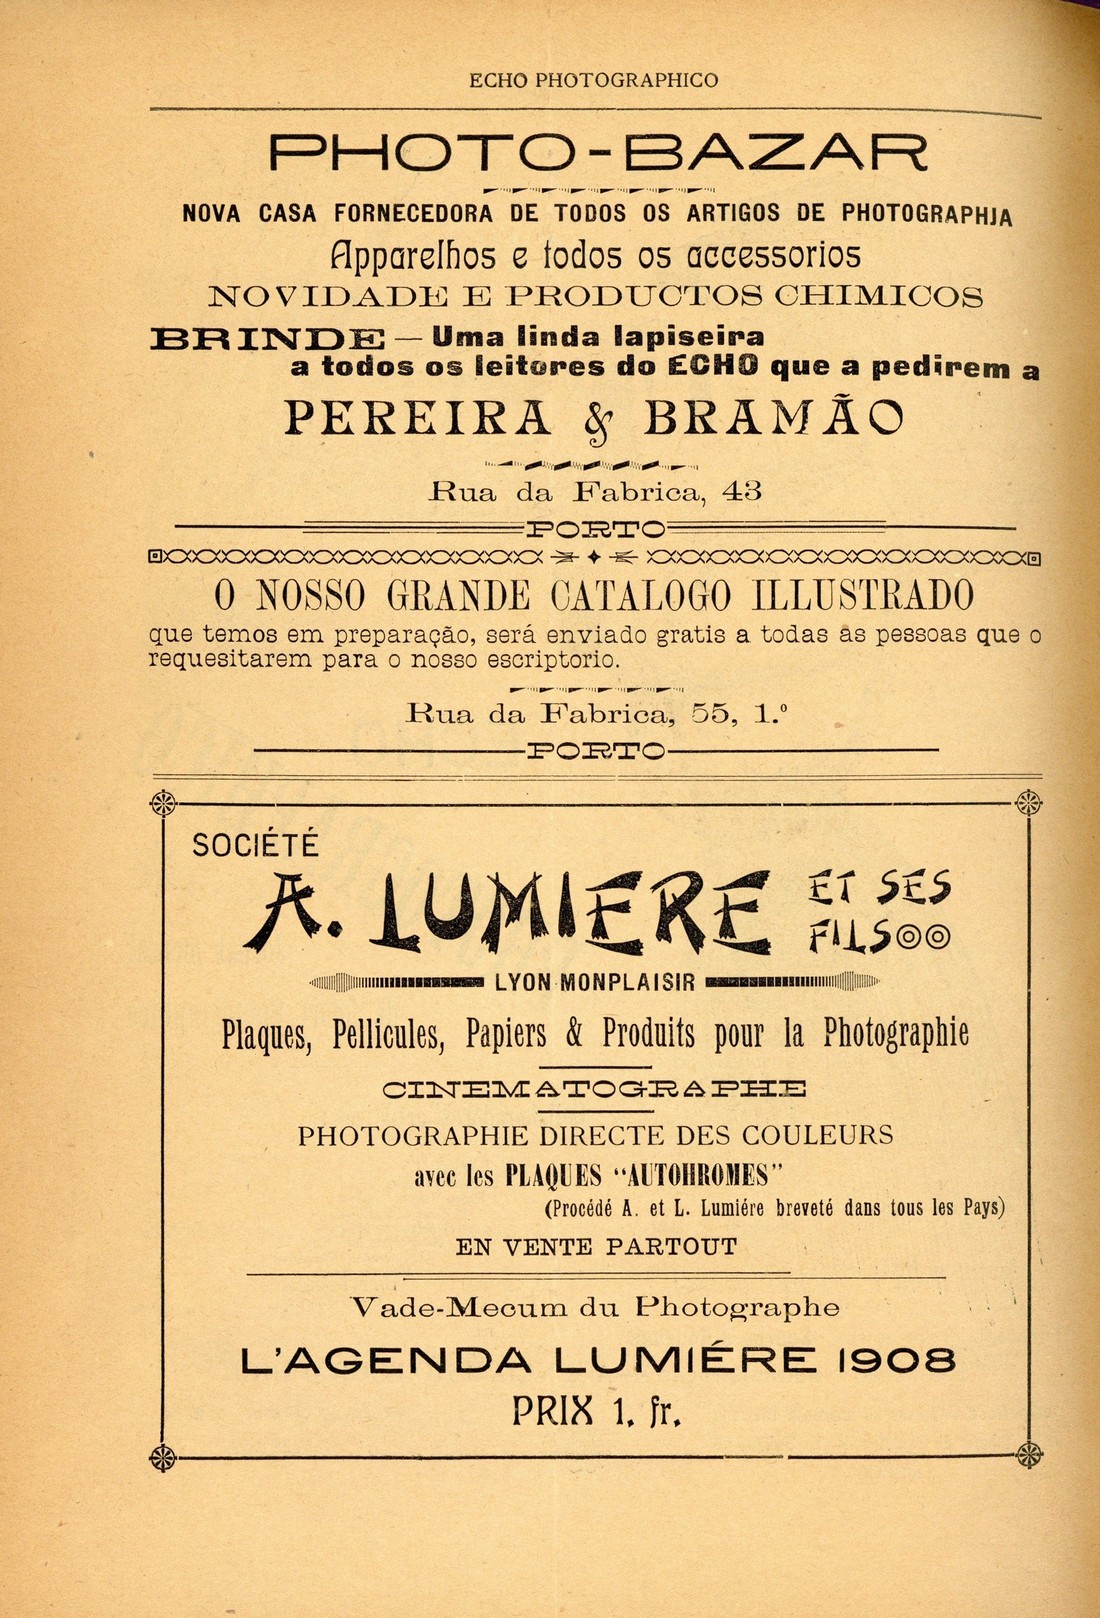 ECHO PHOTOGRAPHICO
PHOTO-BAZAR
NOVA CASA FORNECEDORA DE TODOS OS ARTIGOS DE PHOTOGRAPHJA
Apparelhos e todos os accessorios
NOVIDADE E PRODUCTOS CHIMICOS
BRINDE — Uma linda lapiseira
a todos os leitores do ECHO que a pedirem a
PEREIRA & BRAMÃO
Rua da Fabrica, 43
PORTO
O NOSSO GRANDE CATALOGO ILLUSTRADO
que temos em preparação, será enviado gratis a todas as pessoas que o
requesitarem para o nosso escriptorio.
Rua da Fabrica, 55, 1.º
PORTO
SOCIÉTÉ
A. LUMIERE ET SES
FILS
LYON MONPLAISIR
Plaques, Pellicules, Papiers & Produits pour la Photographie
CINEMATOGRAPHE
PHOTOGRAPHIE DIRECTE DES COULEURS
avec les PLAQUES “AUTOHROMES”
(Procédé A. et L. Lumiére breveté dans tous les Pays)
EN VENTE PARTOUT
Vade-Mecum du Photographe
L'AGENDA LUMIÉRE 1908
PRIX 1. fr.